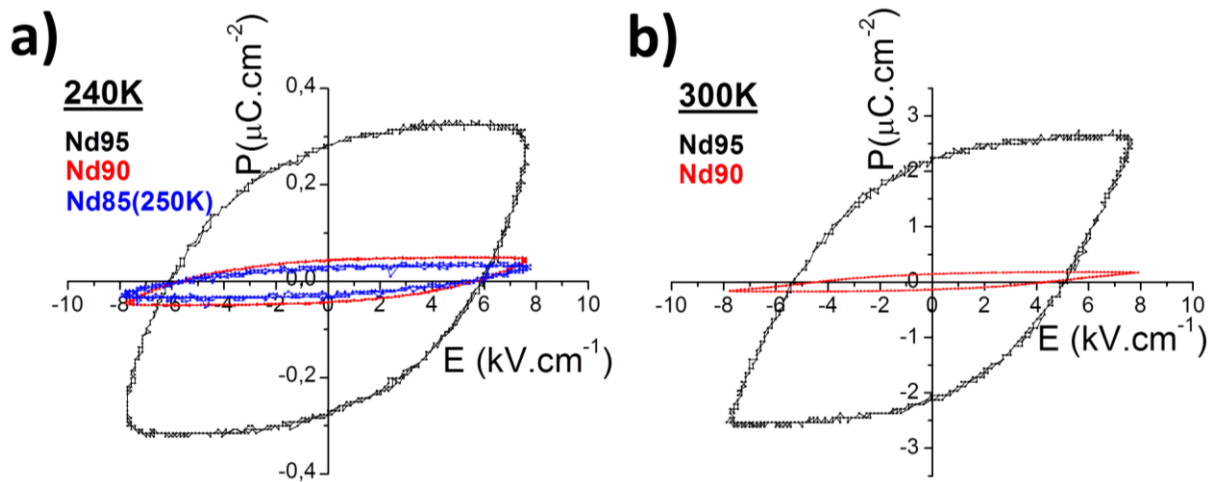 a)
240K
Nd95
Nd90
Nd85(250K)
P(μC.cm-2)
0,4
0,2
0,0
-0,2
-0,4
-10 -8 -6 -4 -2 0 2 4 6 8 10
E (kV.cm-1)
b)
300K
Nd95
Nd90
P(μC.cm-2)
3
2
1
0
-1
-2
-3
-10 -8 -6 -4 -2 0 2 4 6 8 10
E (kV.cm-1)